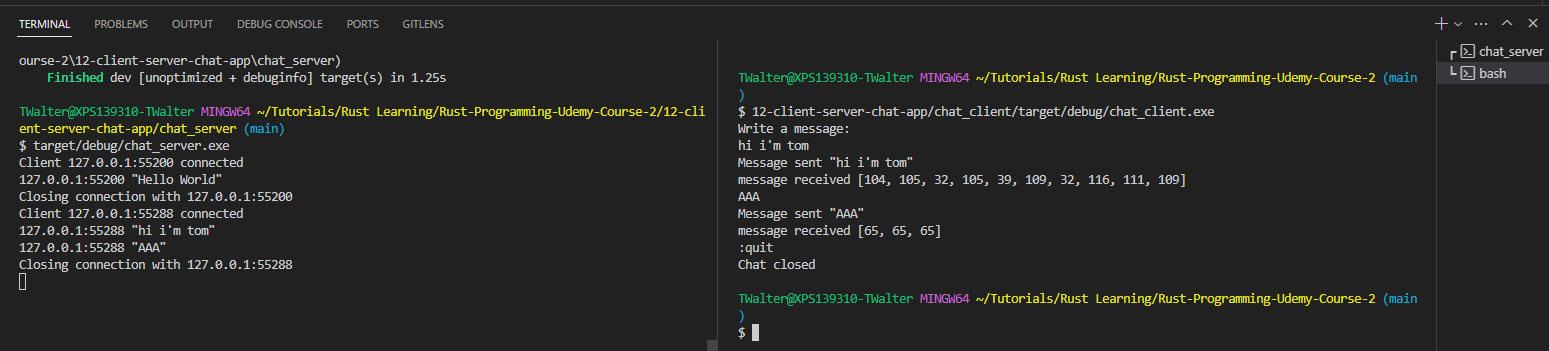 TERMINAL PROBLEMS OUTPUT DEBUG CONSOLE PORTS GITLENS
ourse-2\12-client-server-chat-app\chat_server)
Finished dev [unoptimized + debuginfo] target(s) in 1.25s
TWalter@XPS139310-TWalter MINGW64 ~/Tutorials/Rust Learning/Rust-Programming-Udemy-Course-2/12-cli
ent-server-chat-app/chat_server (main)
$ target/debug/chat_server.exe
Client 127.0.0.1:55200 connected
127.0.0.1:55200 "Hello World"
Closing connection with 127.0.0.1:55200
Client 127.0.0.1:55288 connected
127.0.0.1:55288 "hi i'm tom"
127.0.0.1:55288 "AAA"
Closing connection with 127.0.0.1:55288
TWalter@XPS139310-TWalter MINGW64 ~/Tutorials/Rust Learning/Rust-Programming-Udemy-Course-2 (main
)
$ 12-client-server-chat-app/chat_client/target/debug/chat_client.exe
Write a message:
hi i'm tom
Message sent "hi i'm tom"
message received [104, 105, 32, 105, 39, 109, 32, 116, 111, 109]
AAA
Message sent "AAA"
message received [65, 65, 65]
:quit
Chat closed
TWalter@XPS139310-TWalter MINGW64 ~/Tutorials/Rust Learning/Rust-Programming-Udemy-Course-2 (main
)
$
chat_server
bash